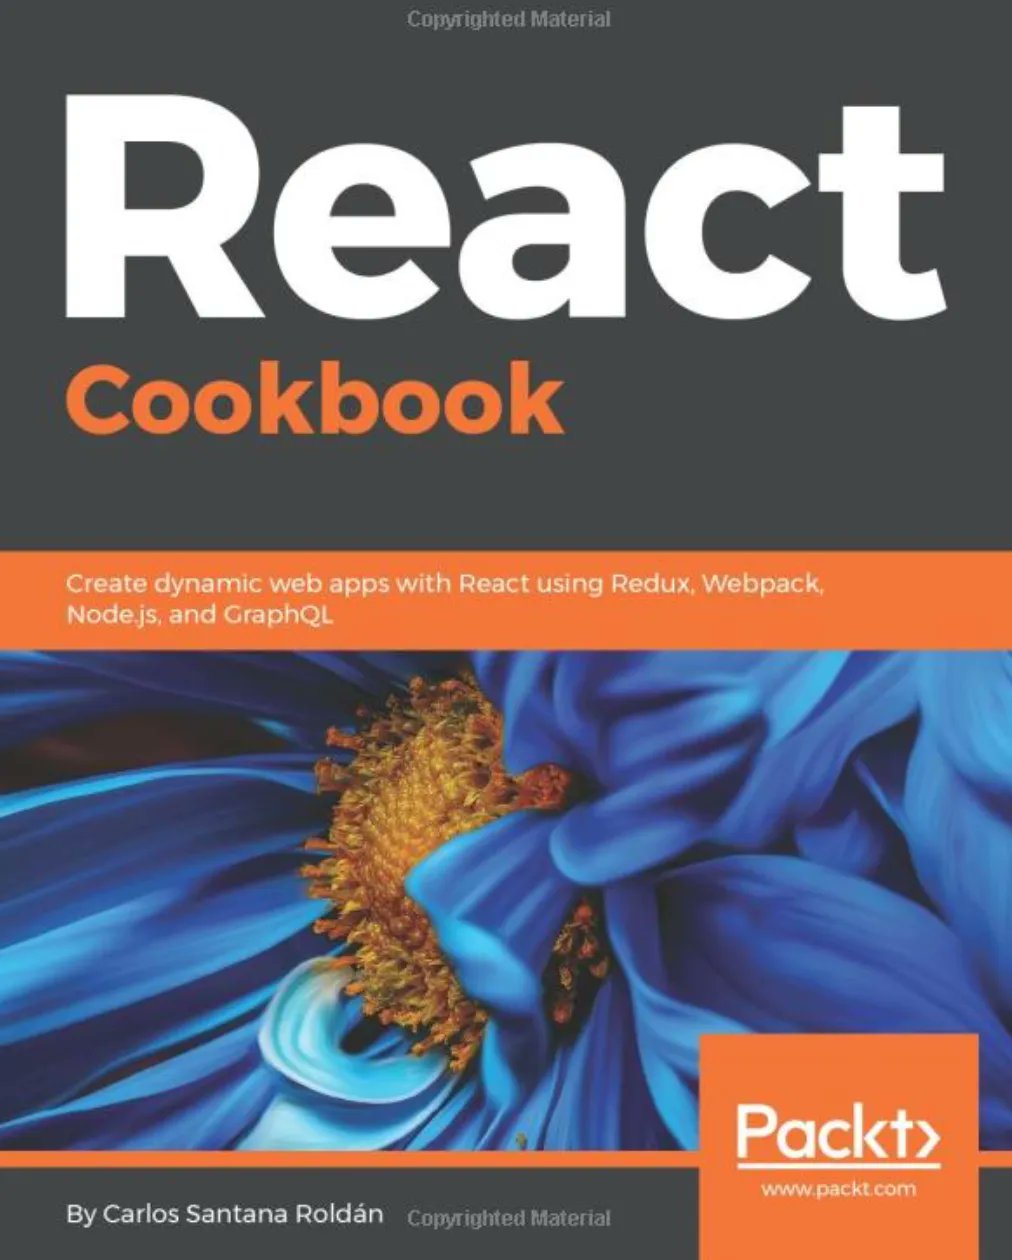 Copyrighted Material
React
Cookbook
Create dynamic web apps with React using Redux, Webpack,
Node.js, and GraphQL
Packt>
www.packt.com
By Carlos Santana Roldán
Copyrighted Material